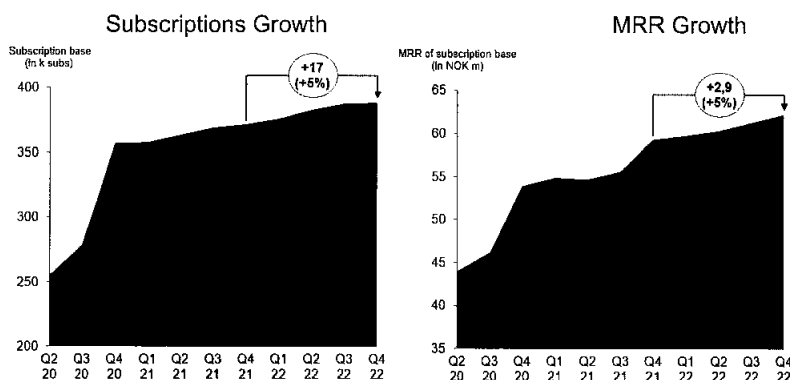 Subscriptions Growth
Subscription base
(In k subs)
+17
(+5%)
400
350
300
250
200
Q2 Q3 Q4 Q1 Q2 Q3 Q4 Q1 Q2 Q3 Q4
20 20 20 21 21 21 21 22 22 22 22
MRR Growth
MRR of subscription base
(In NOK m)
+2,9
(+5%)
65
60
55
50
45
40
35
Q2 Q3 Q4 Q1 Q2 Q3 Q4 Q1 Q2 Q3 Q4
20 20 20 21 21 21 21 22 22 22 22